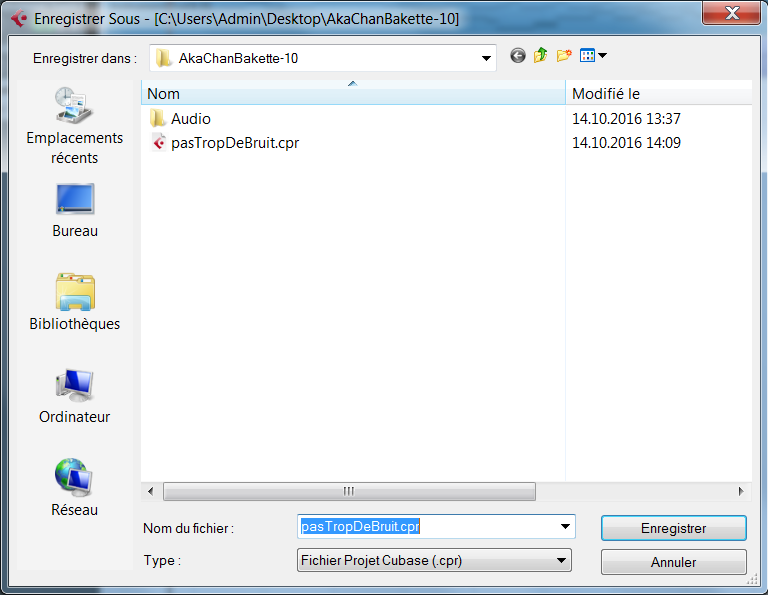 Enregistrer Sous - [C:\Users\Admin\Desktop\AkaChanBakette-10]
Enregistrer dans :
AkaChanBakette-10
Nom
Modifié le
Audio
14.10.2016 13:37
pasTropDeBruit.cpr
14.10.2016 14:09
Emplacements
récents
Bureau
Bibliothèques
Ordinateur
Réseau
Nom du fichier :
pasTropDeBruit.cpr
Enregistrer
Type :
Fichier Projet Cubase (.cpr)
Annuler